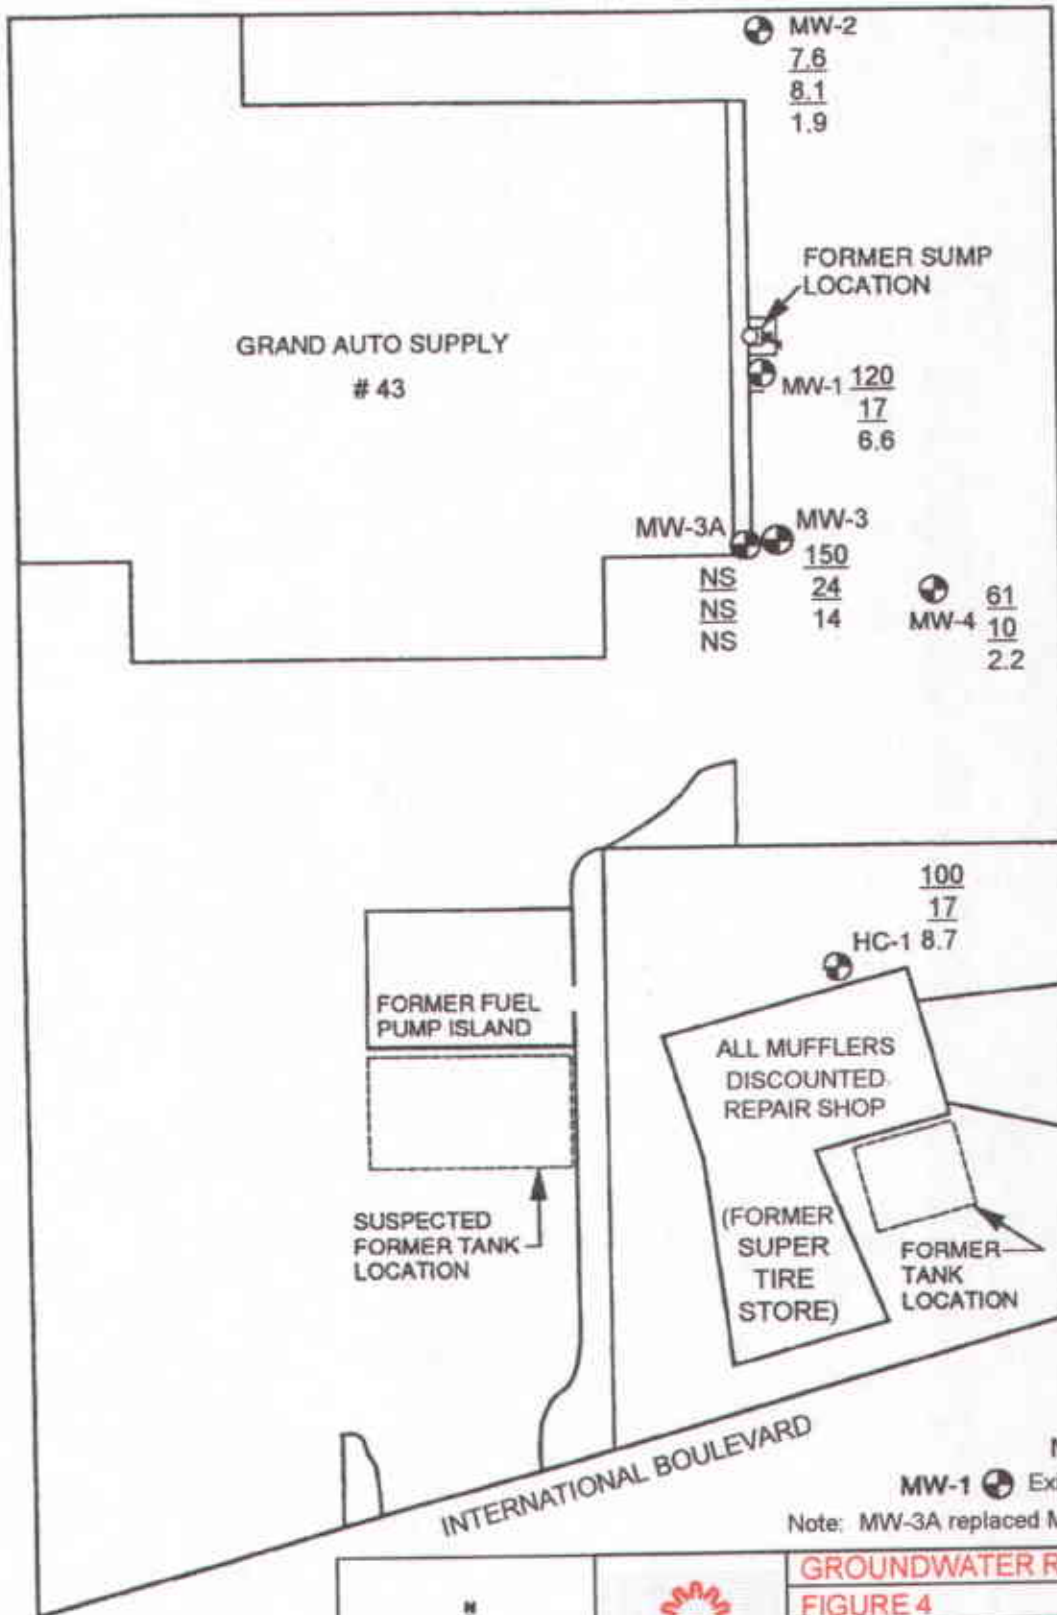 MW-2
7.6
8.1
1.9
FORMER SUMP
LOCATION
GRAND AUTO SUPPLY
# 43
MW-1 120
17
6.6
MW-3A
NS
NS
NS
MW-3
150
24
14
MW-4
61
10
2.2
100
17
HC-1 8.7
FORMER FUEL
PUMP ISLAND
ALL MUFFLERS
DISCOUNTED
REPAIR SHOP
SUSPECTED
FORMER TANK
LOCATION
(FORMER
SUPER
TIRE
STORE)
FORMER
TANK
LOCATION
INTERNATIONAL BOULEVARD
MW-1
Note: MW-3A replaced
GROUNDWATER
FIGURE 4
N